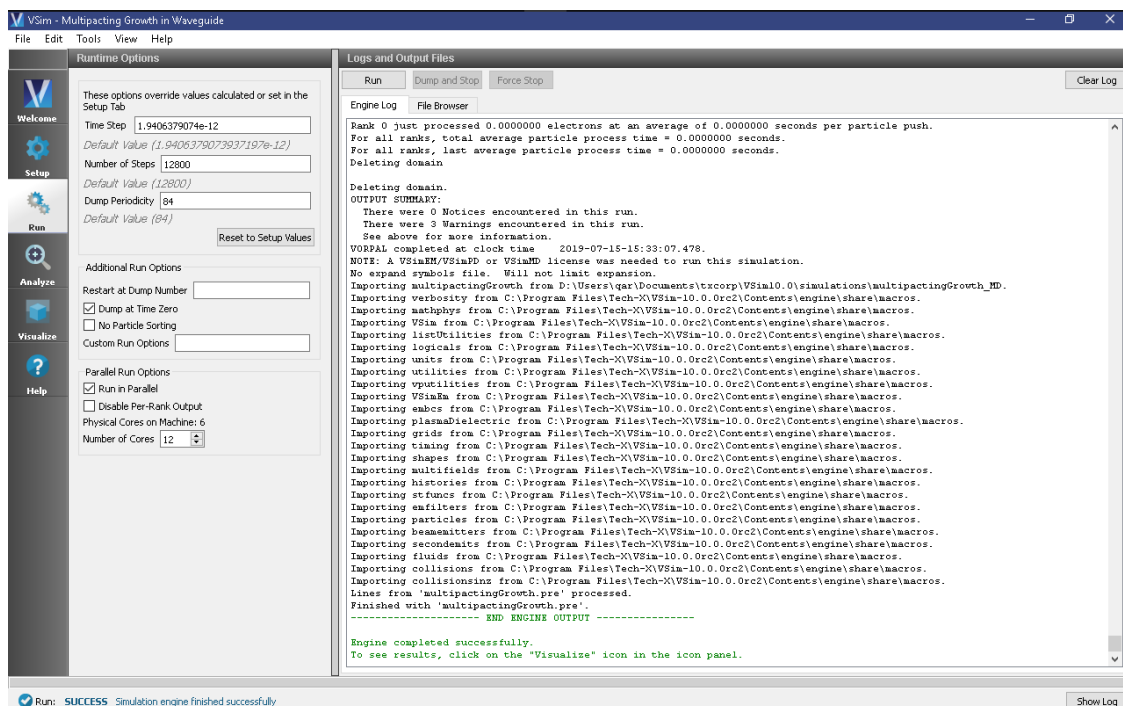 VSim - Multipacting Growth in Waveguide
File Edit Tools View Help
Welcome
Setup
Run
Analyze
Visualize
Help
Runtime Options
These options override values calculated or set in the
Setup Tab
Time Step 1.9406379074e-12
Default Value (1.9406379073937197e-12)
Number of Steps 12800
Default Value (12800)
Dump Periodicity 84
Default Value (84)
Reset to Setup Values
Additional Run Options
Restart at Dump Number
Dump at Time Zero
No Particle Sorting
Custom Run Options
Parallel Run Options
Run in Parallel
Disable Per-Rank Output
Physical Cores on Machine: 6
Number of Cores 12
Logs and Output Files
Run Dump and Stop Force Stop Clear Log
Engine Log File Browser
Rank 0 just processed 0.0000000 electrons at an average of 0.0000000 seconds per particle push.
For all ranks, total average particle process time = 0.0000000 seconds.
For all ranks, last average particle process time = 0.0000000 seconds.
Deleting domain
Deleting domain.
OUTPUT SUMMARY:
There were 0 Notices encountered in this run.
There were 3 Warnings encountered in this run.
See above for more information.
VORPAL completed at clock time 2019-07-15-15:33:07.478.
NOTE: A VSimEM/VSimPD or VSimMD license was needed to run this simulation.
No expand symbols file. Will not limit expansion.
Importing multipactingGrowth from D:\Users\qar\Documents\txcorp\VSim10.0\simulations\multipactingGrowth_MD.
Importing verbosity from C:\Program Files\Tech-X\VSim-10.0.0rc2\Contents\engine\share\macros.
Importing mathphys from C:\Program Files\Tech-X\VSim-10.0.0rc2\Contents\engine\share\macros.
Importing VSim from C:\Program Files\Tech-X\VSim-10.0.0rc2\Contents\engine\share\macros.
Importing listUtilities from C:\Program Files\Tech-X\VSim-10.0.0rc2\Contents\engine\share\macros.
Importing logicals from C:\Program Files\Tech-X\VSim-10.0.0rc2\Contents\engine\share\macros.
Importing units from C:\Program Files\Tech-X\VSim-10.0.0rc2\Contents\engine\share\macros.
Importing utilities from C:\Program Files\Tech-X\VSim-10.0.0rc2\Contents\engine\share\macros.
Importing vputilities from C:\Program Files\Tech-X\VSim-10.0.0rc2\Contents\engine\share\macros.
Importing VSimEm from C:\Program Files\Tech-X\VSim-10.0.0rc2\Contents\engine\share\macros.
Importing embcs from C:\Program Files\Tech-X\VSim-10.0.0rc2\Contents\engine\share\macros.
Importing plasmaDielectric from C:\Program Files\Tech-X\VSim-10.0.0rc2\Contents\engine\share\macros.
Importing grids from C:\Program Files\Tech-X\VSim-10.0.0rc2\Contents\engine\share\macros.
Importing timing from C:\Program Files\Tech-X\VSim-10.0.0rc2\Contents\engine\share\macros.
Importing shapes from C:\Program Files\Tech-X\VSim-10.0.0rc2\Contents\engine\share\macros.
Importing multifields from C:\Program Files\Tech-X\VSim-10.0.0rc2\Contents\engine\share\macros.
Importing histories from C:\Program Files\Tech-X\VSim-10.0.0rc2\Contents\engine\share\macros.
Importing stfuncs from C:\Program Files\Tech-X\VSim-10.0.0rc2\Contents\engine\share\macros.
Importing emfilters from C:\Program Files\Tech-X\VSim-10.0.0rc2\Contents\engine\share\macros.
Importing particles from C:\Program Files\Tech-X\VSim-10.0.0rc2\Contents\engine\share\macros.
Importing beamemitters from C:\Program Files\Tech-X\VSim-10.0.0rc2\Contents\engine\share\macros.
Importing secondemits from C:\Program Files\Tech-X\VSim-10.0.0rc2\Contents\engine\share\macros.
Importing fluids from C:\Program Files\Tech-X\VSim-10.0.0rc2\Contents\engine\share\macros.
Importing collisions from C:\Program Files\Tech-X\VSim-10.0.0rc2\Contents\engine\share\macros.
Importing collisionsinz from C:\Program Files\Tech-X\VSim-10.0.0rc2\Contents\engine\share\macros.
Lines from 'multipactingGrowth.pre' processed.
Finished with 'multipactingGrowth.pre'.
--------------------- END ENGINE OUTPUT ----------------
Engine completed successfully.
To see results, click on the "Visualize" icon in the icon panel.
Run: SUCCESS Simulation engine finished successfully
Show Log